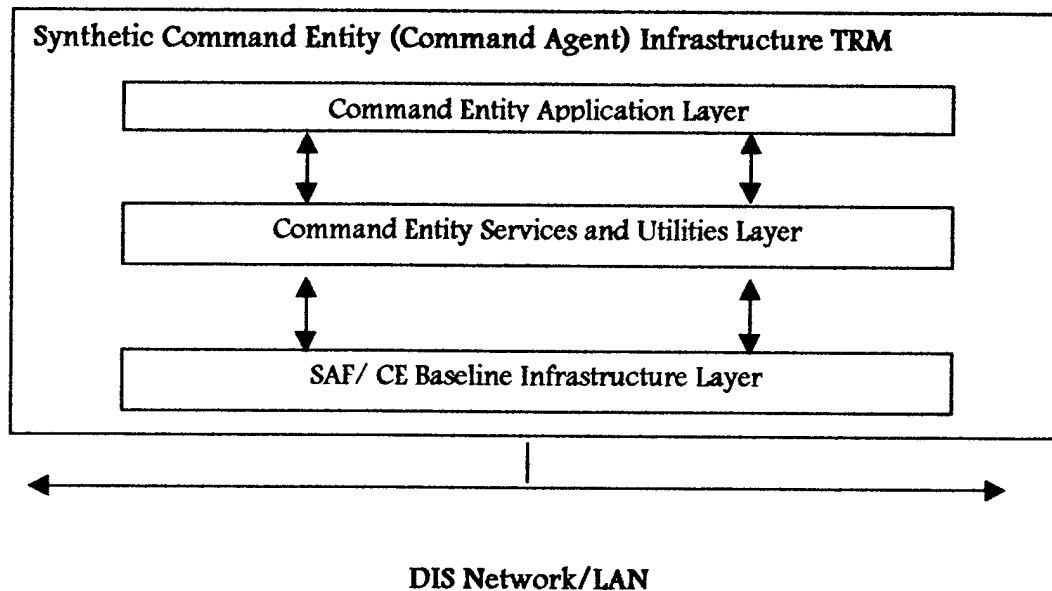 Synthetic Command Entity (Command Agent) Infrastructure TRM
Command Entity Application Layer
Command Entity Services and Utilities Layer
SAF/ CE Baseline Infrastructure Layer
DIS Network/LAN